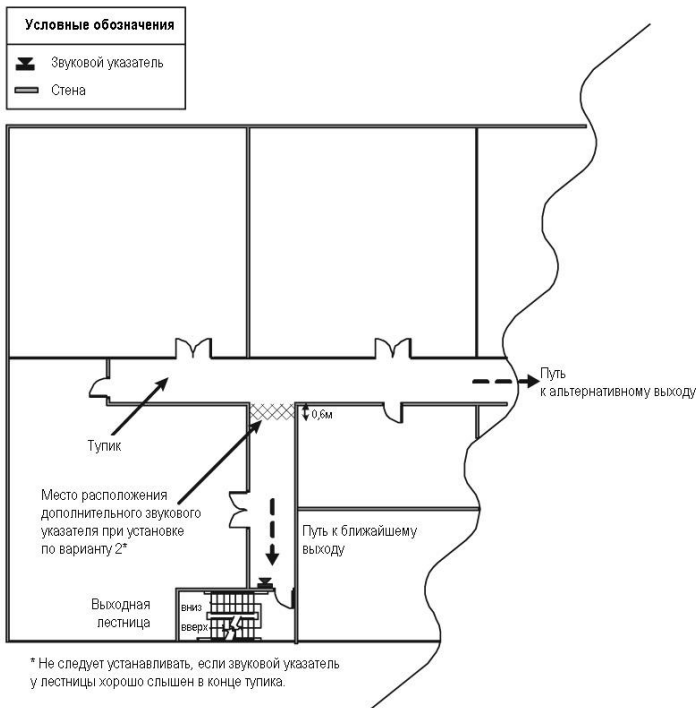 Условные обозначения
Звуковой указатель
Стена
Путь
к альтернативному выходу
0,6м
Тупик
Место расположения
дополнительного звукового
указателя при установке
по варианту 2*
Путь к ближайшему
выходу
Выходная
лестница
вниз
вверх
* Не следует устанавливать, если звуковой указатель
у лестницы хорошо слышен в конце тупика.